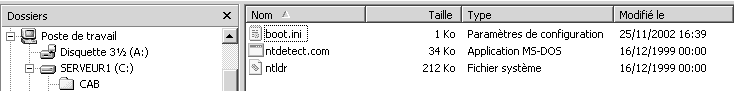 Dossiers
Poste de travail
Disquette 3½ (A:)
SERVEUR1 (C:)
CAB
Nom Taille Type Modifié le
boot.ini 1 Ko Paramètres de configuration 25/11/2002 16:39
ntdetect.com 34 Ko Application MS-DOS 16/12/1999 00:00
ntldr 212 Ko Fichier système 16/12/1999 00:00